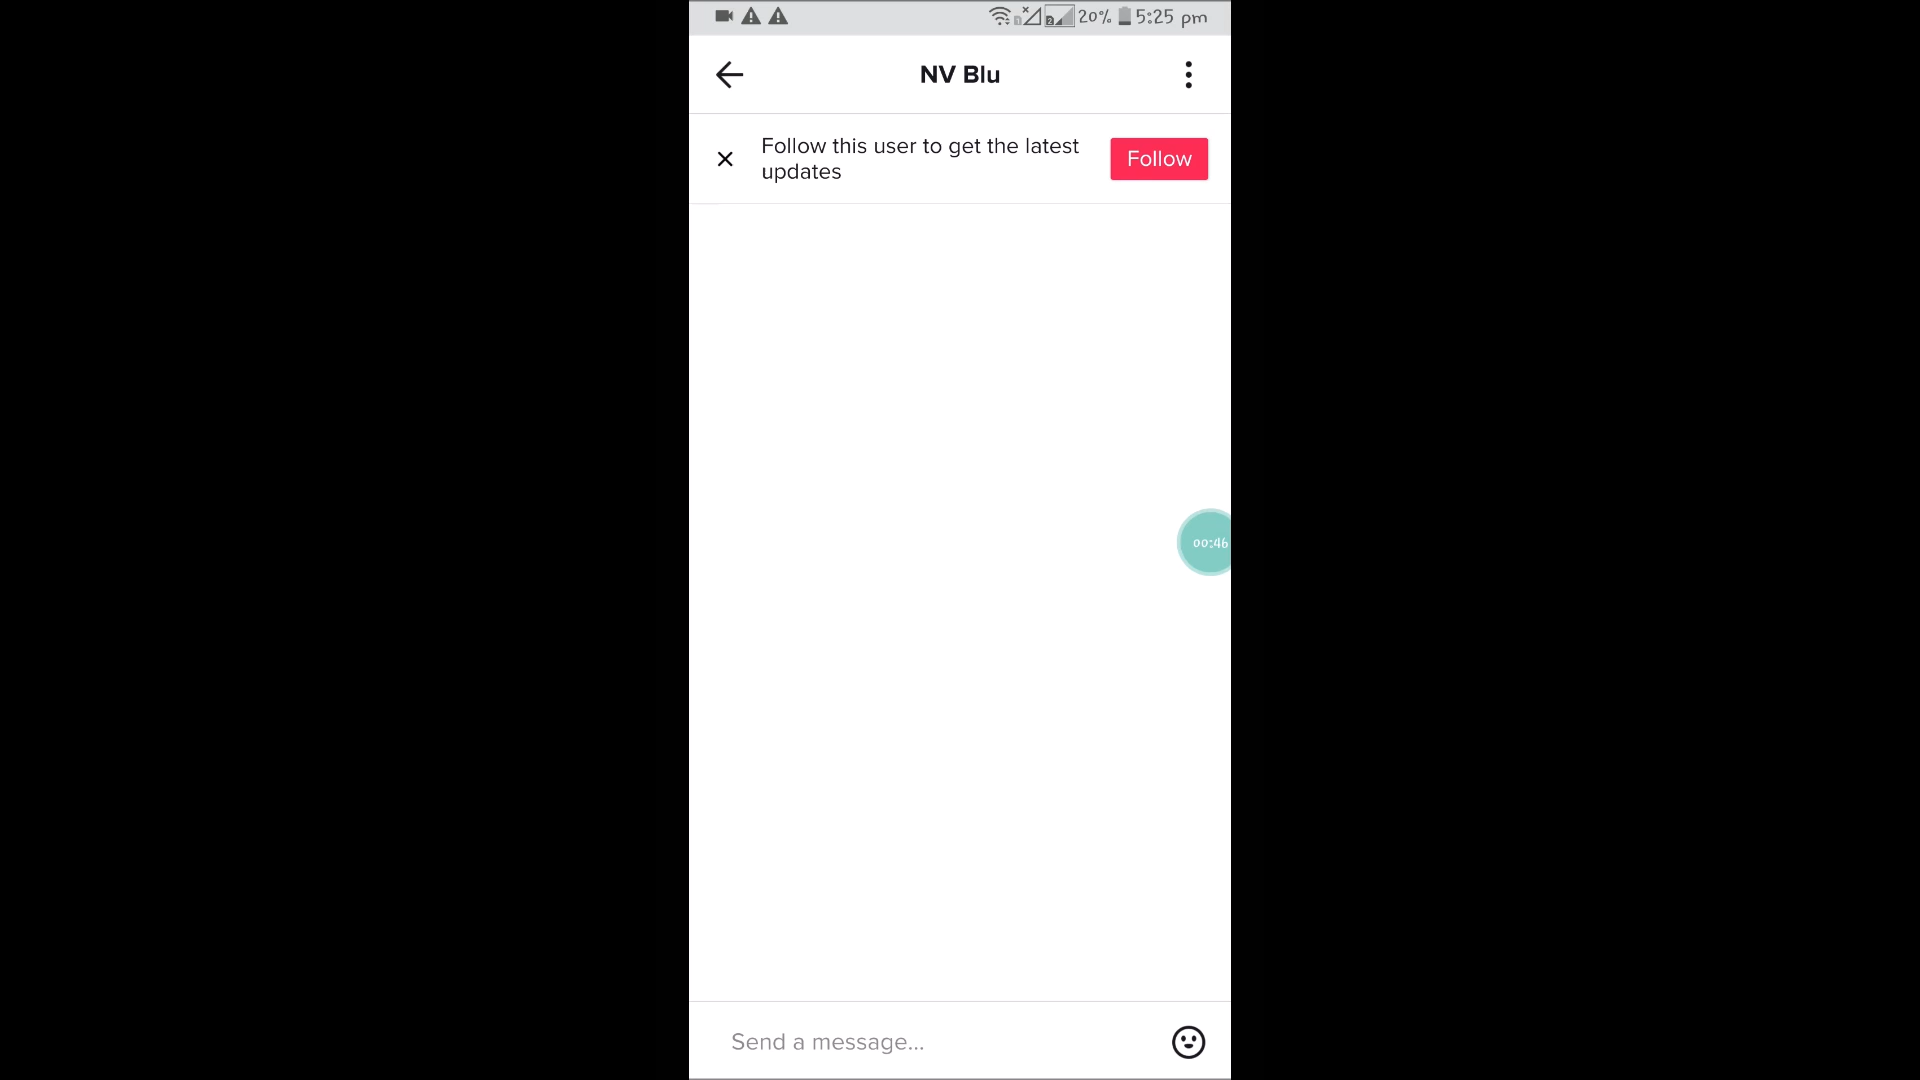 20% 5:25 pm
NV Blu
Follow this user to get the latest
updates
Follow
00:46
Send a message...